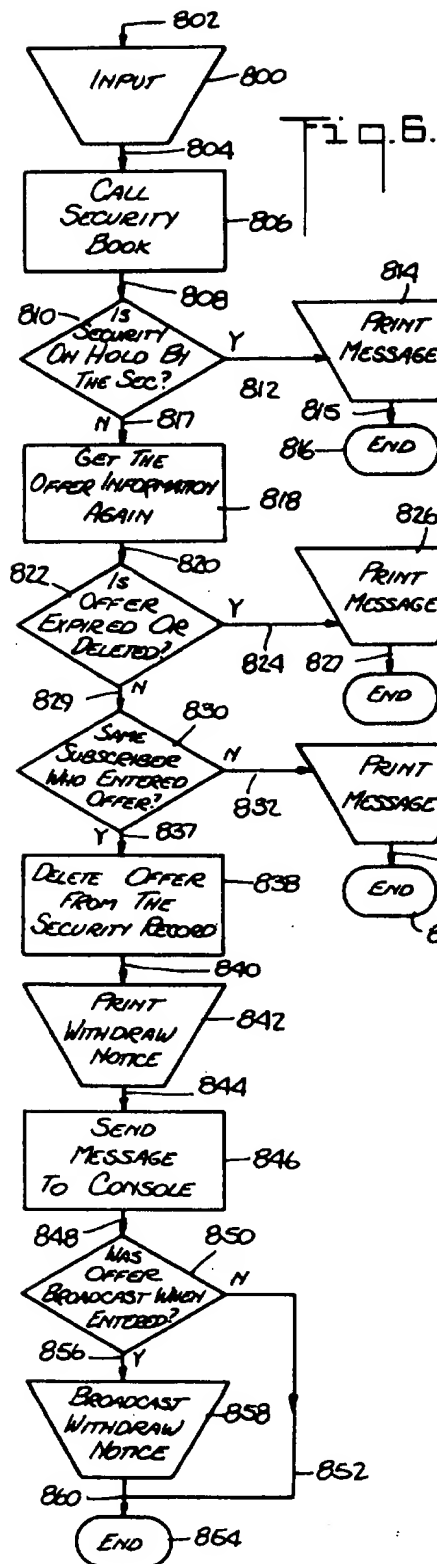 802
INPUT
800
Fig. 6.
804
CALL
SECURITY
BOOK
806
808
810
IS
SECURITY
ON HOLD BY
THE SEC?
Y
812
814
PRINT
MESSAGE
815
816
END
N
817
GET THE
OFFER INFORMATION
AGAIN
818
820
822
IS
OFFER
EXPIRED OR
DELETED?
Y
824
826
PRINT
MESSAGE
827
END
829
N
830
SAME
SUBSCRIBER
WHO ENTERED
OFFER?
N
832
PRINT
MESSAGE
END
8
Y
837
DELETE OFFER
FROM THE
SECURITY RECORD
838
840
PRINT
WITHDRAW
NOTICE
842
844
SEND
MESSAGE
TO CONSOLE
846
848
850
WAS
OFFER
BROADCAST WHEN
ENTERED?
N
856
Y
BROADCAST
WITHDRAW
NOTICE
858
852
860
END
864